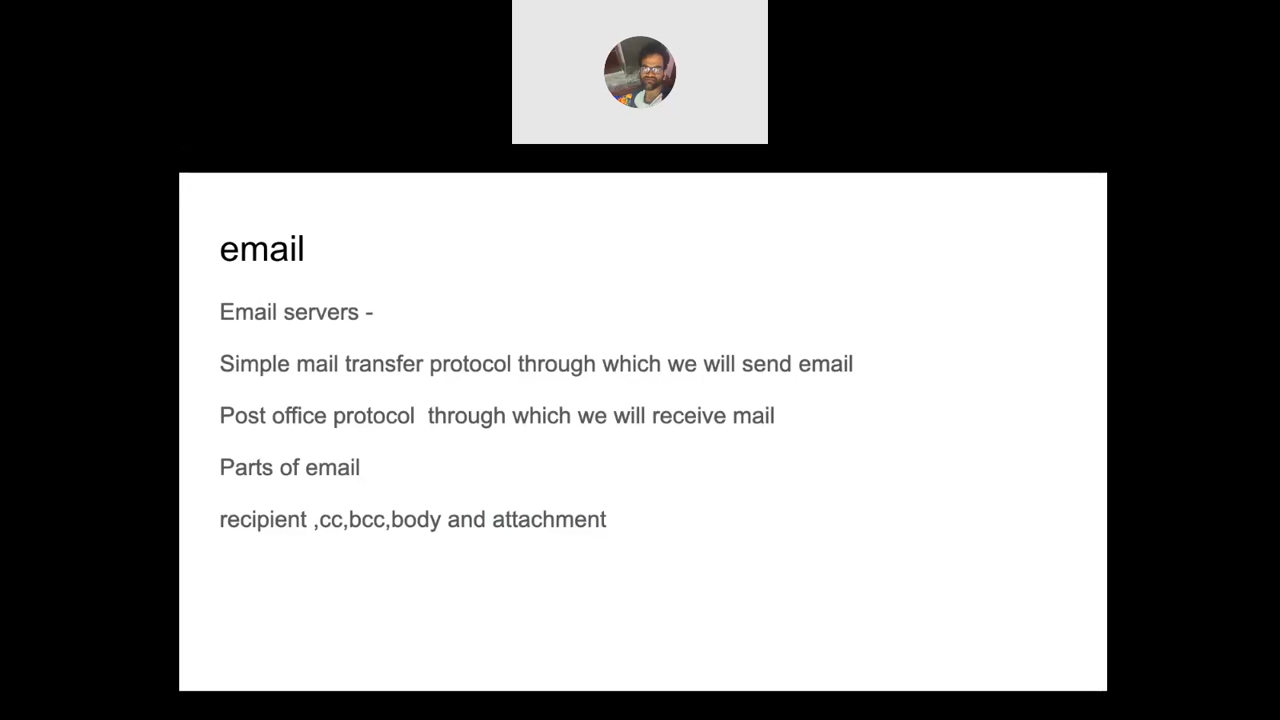 email
Email servers -
Simple mail transfer protocol through which we will send email
Post office protocol  through which we will receive mail
Parts of email
recipient ,cc,bcc,body and attachment